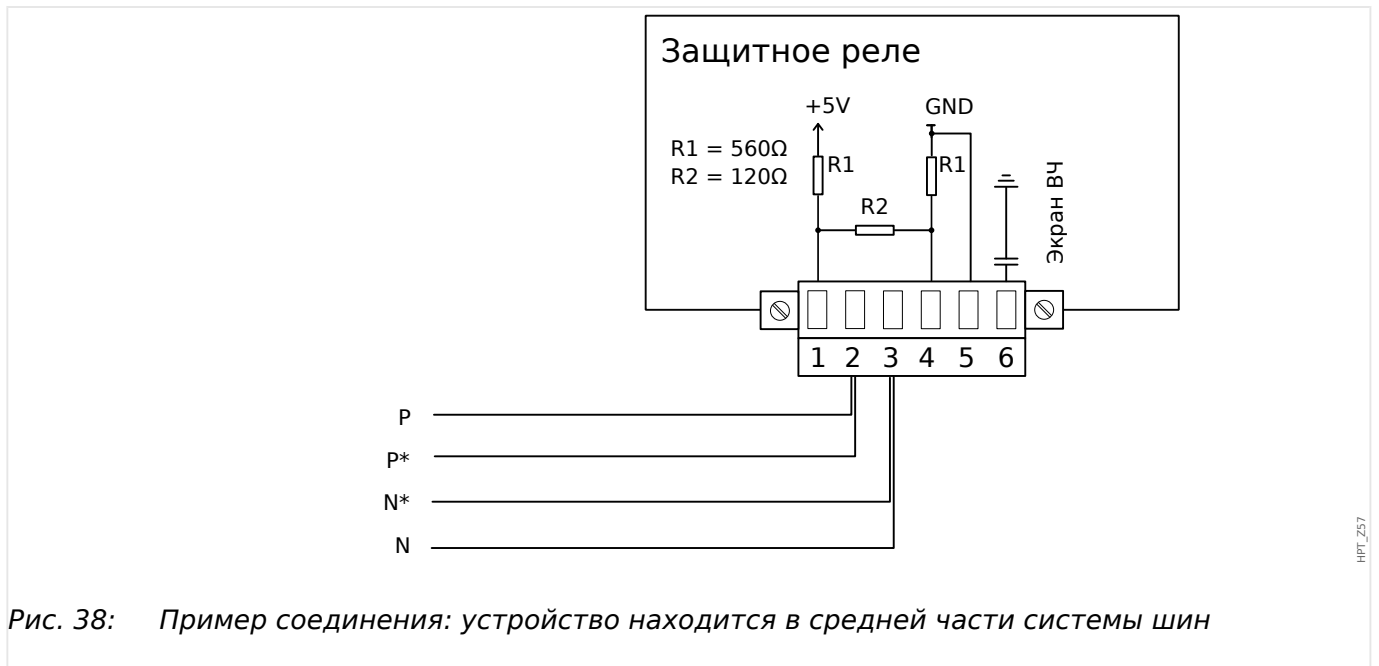 Защитное реле
+5V
GND
R1 = 560Ω
R2 = 120Ω
R1
R1
R2
Экран ВЧ
1 2 3 4 5 6
P
P*
N*
N
HPT_Z57
Рис. 38: Пример соединения: устройство находится в средней части системы шин